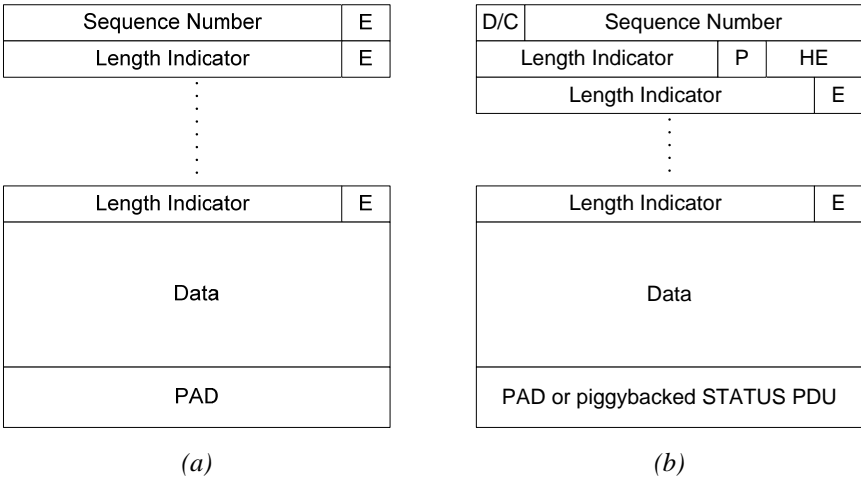 Sequence Number E
Length Indicator E
Length Indicator E
Data
PAD
(a)
D/C Sequence Number
Length Indicator P HE
Length Indicator E
Length Indicator E
Data
PAD or piggybacked STATUS PDU
(b)